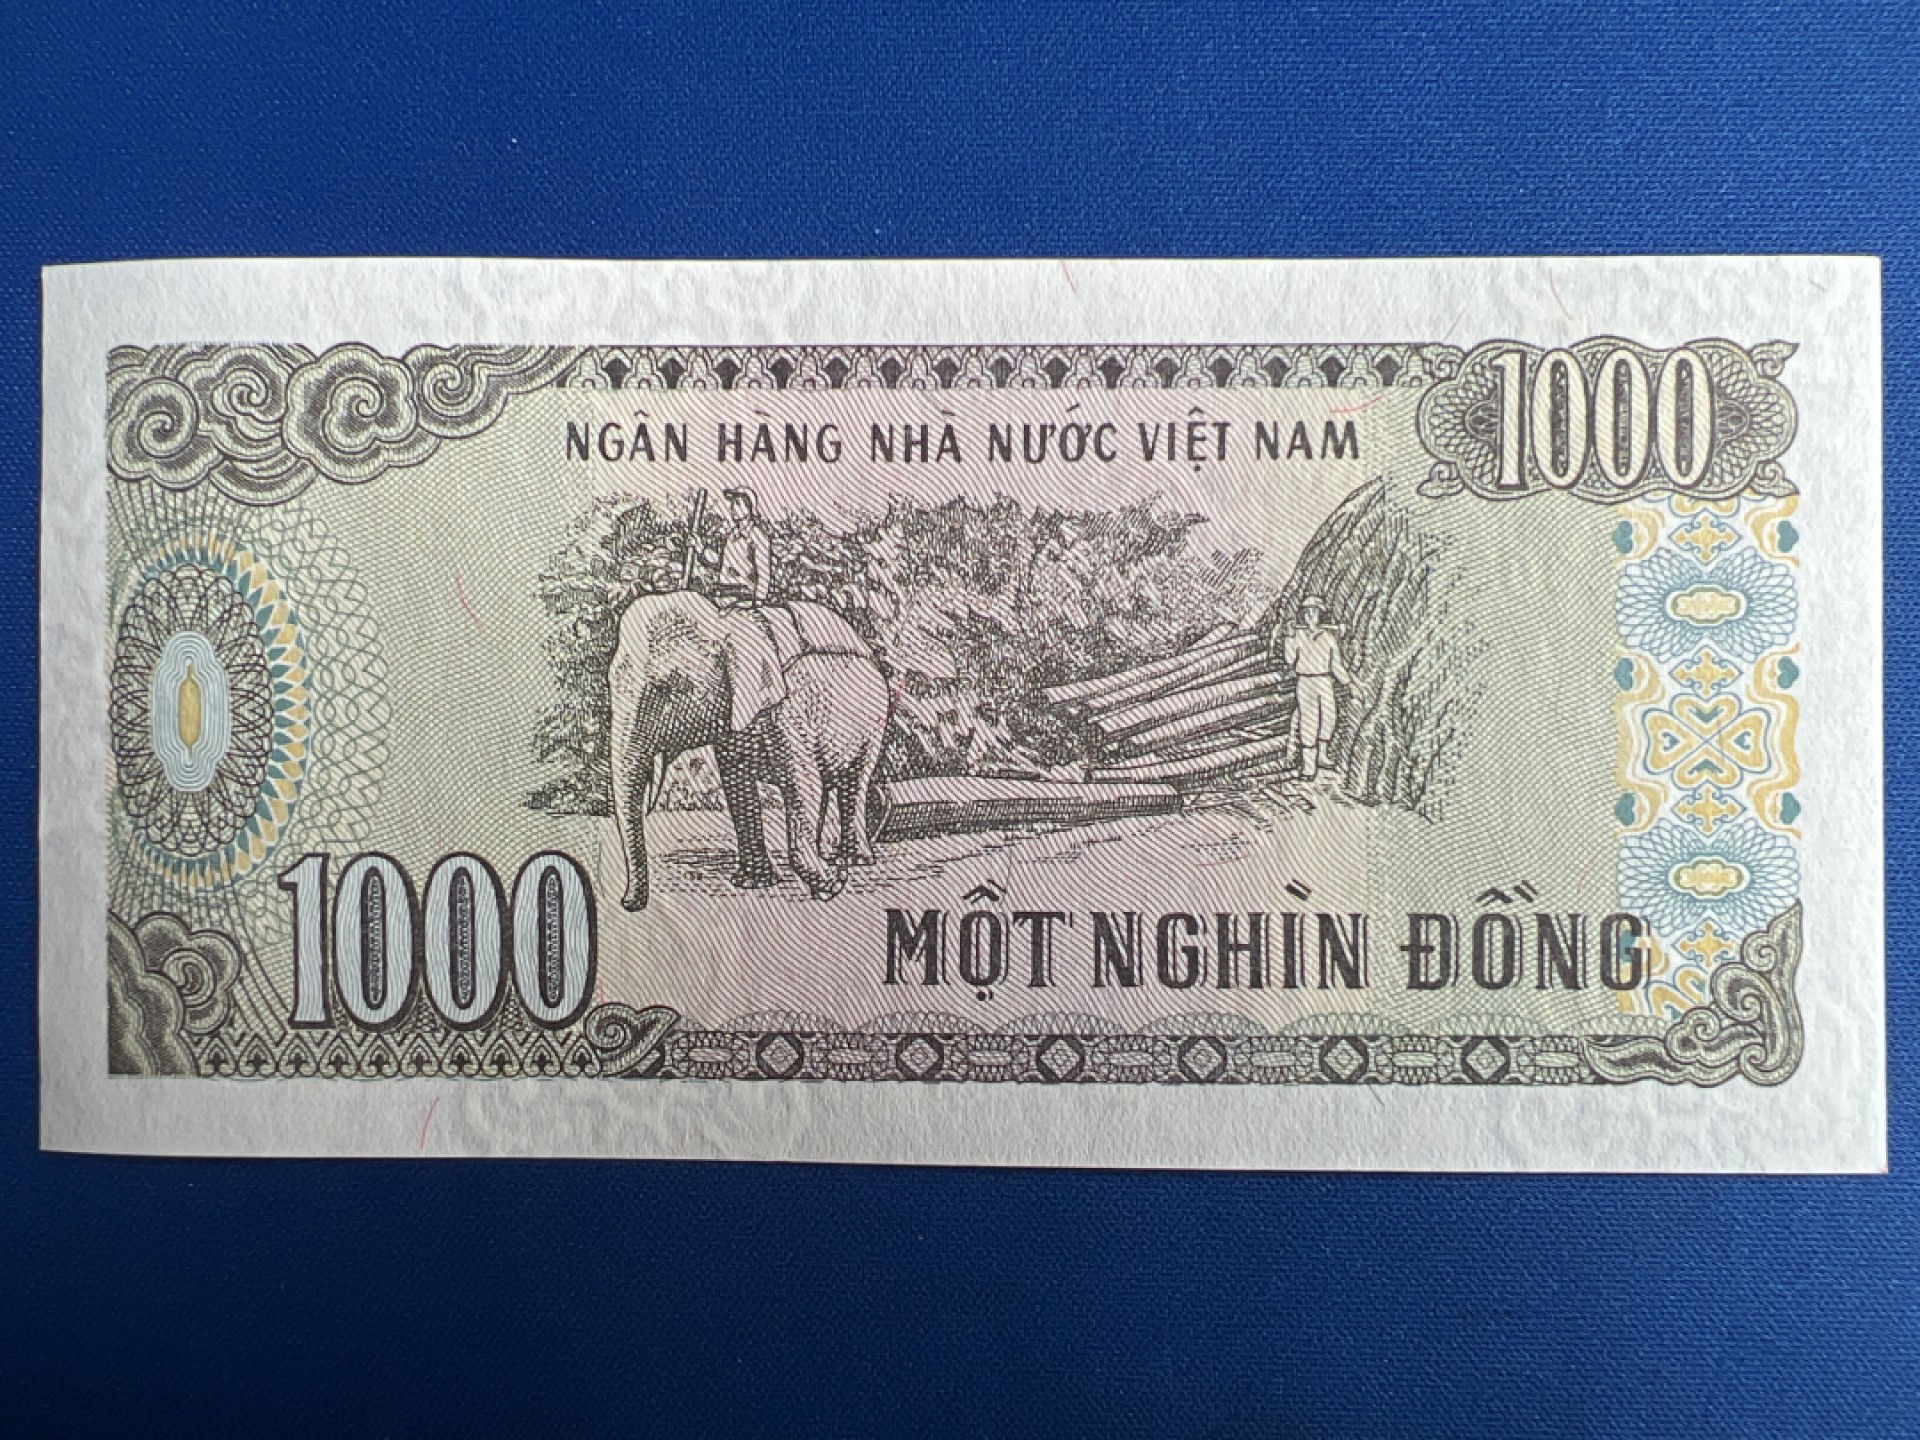 NGÂN HÀNG NHÀ NƯỚC VIỆT NAM
1000
1000
MỘT NGHÌN ĐỒNG